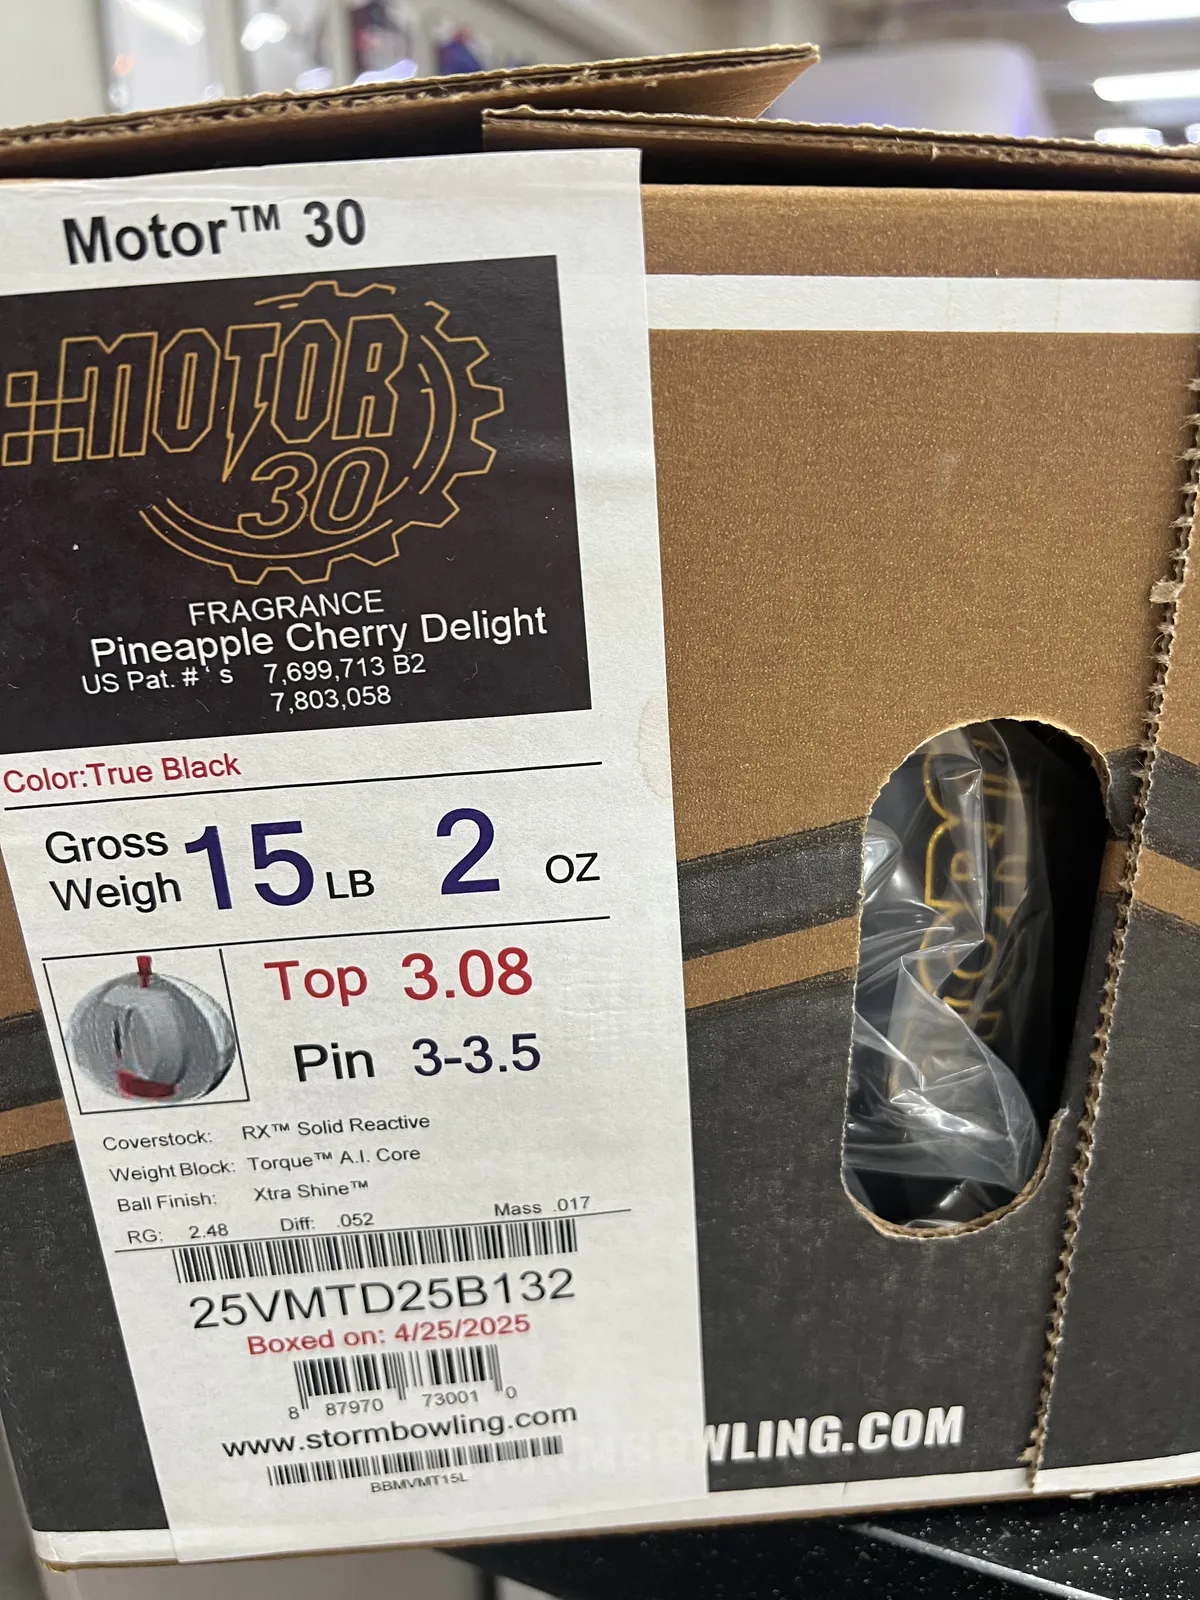 Motor™ 30
MOTOR
30
FRAGRANCE
Pineapple Cherry Delight
US Pat. #'s 7,699,713 B2
7,803,058
Color:True Black
Gross
Weigh 15 LB 2 OZ
Top 3.08
Pin 3-3.5
Coverstock: RX™ Solid Reactive
Weight Block: Torque™ A.I. Core
Ball Finish: Xtra Shine™
RG: 2.48 Diff: .052 Mass .017
25VMTD25B132
Boxed on: 4/25/2025
8 87970 73001 0
www.stormbowling.com
BBMVMT15L
WLING.COM